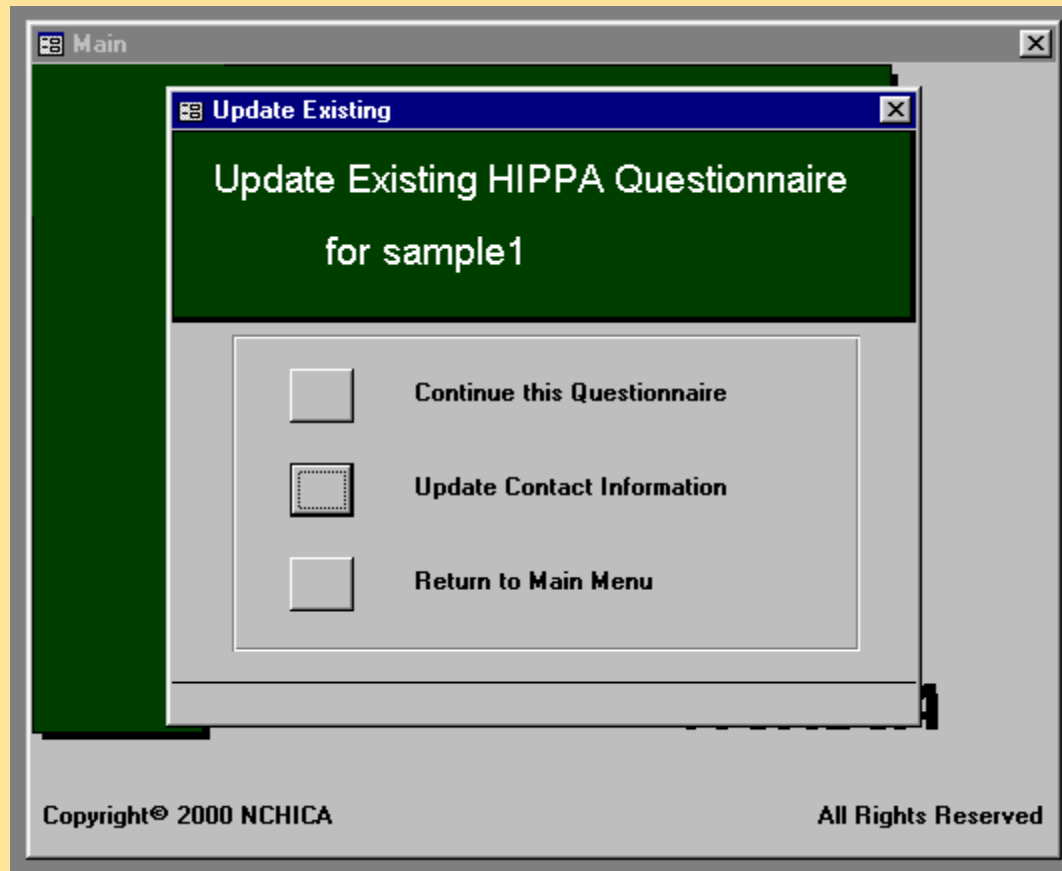 Main
Update Existing
Update Existing HIPPA Questionnaire
for sample1
Continue this Questionnaire
Update Contact Information
Return to Main Menu
Copyright© 2000 NCHICA
All Rights Reserved